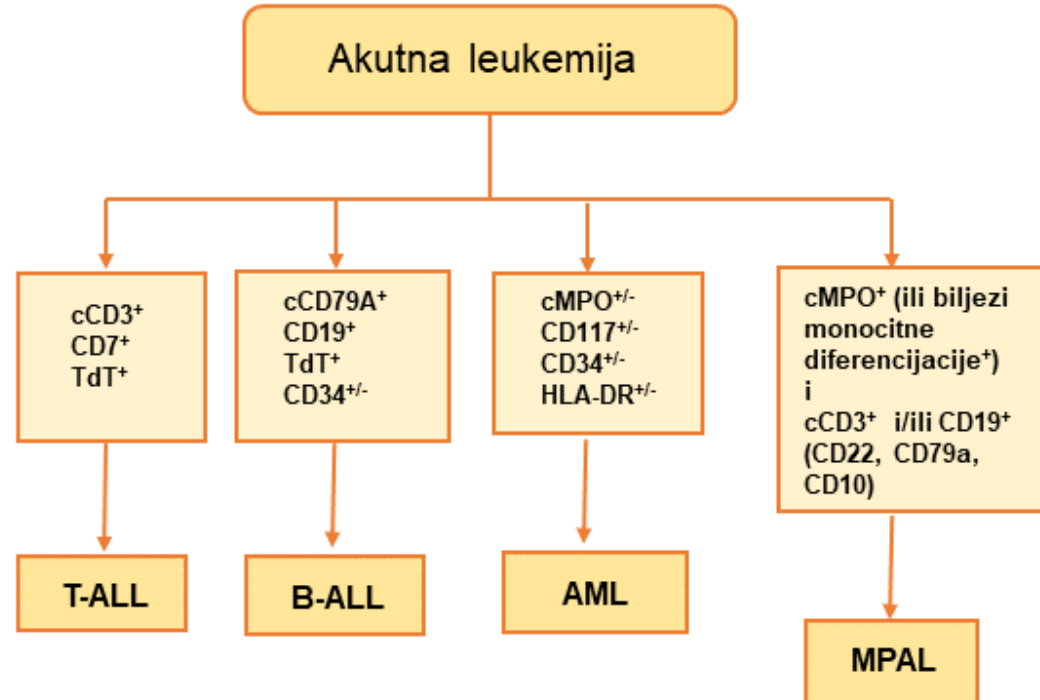 Akutna leukemija
cCD3⁺
CD7⁺
TdT⁺
cCD79A⁺
CD19⁺
TdT⁺
CD34⁺/⁻
cMPO⁺/⁻
CD117⁺/⁻
CD34⁺/⁻
HLA-DR⁺/⁻
cMPO⁺ (ili biljezi
monocitne
diferencijacije⁺)
i
cCD3⁺ i/ili CD19⁺
(CD22, CD79a,
CD10)
T-ALL
B-ALL
AML
MPAL